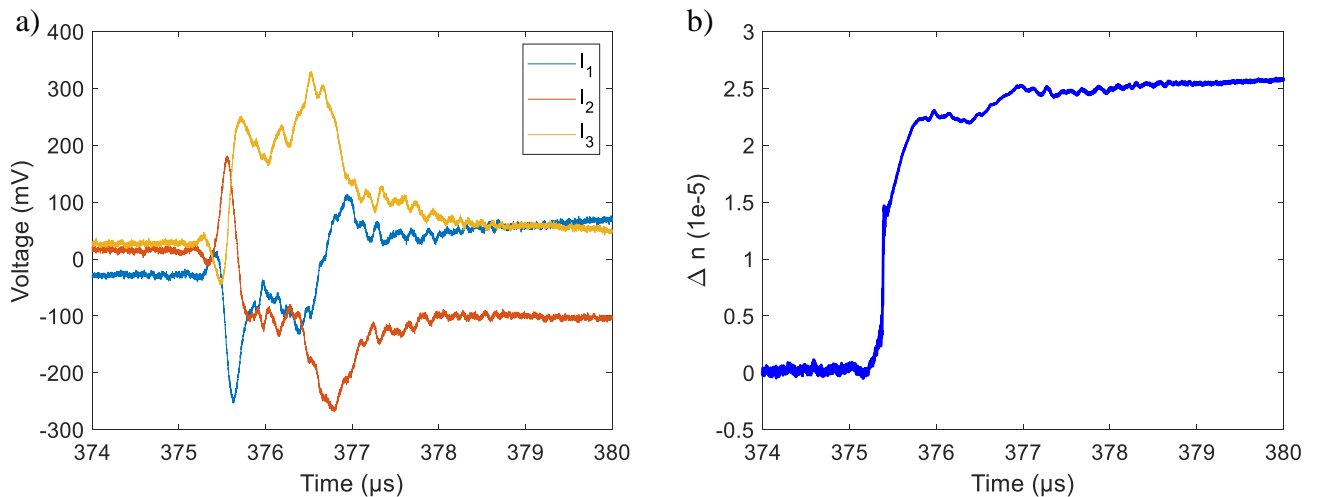 a)
400
300
200
100
0
-100
-200
-300
Voltage (mV)
374 375 376 377 378 379 380
Time (µs)
I1
I2
I3
b)
3
2.5
2
1.5
1
0.5
0
-0.5
Δ n (1e-5)
374 375 376 377 378 379 380
Time (µs)